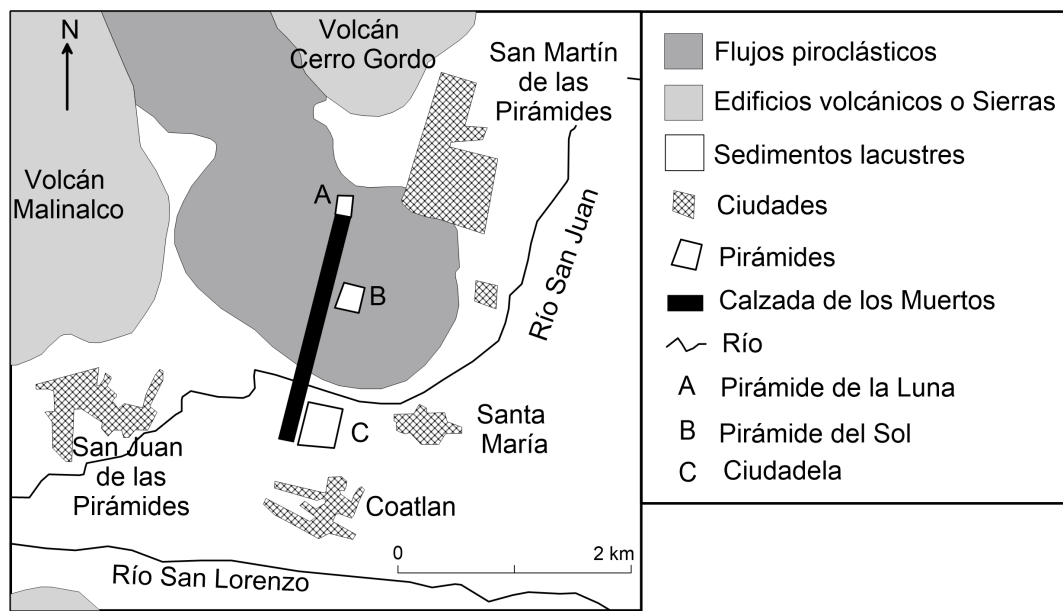 N
Volcán
Cerro Gordo
San Martín
de las
Pirámides
Volcán
Malinalco
A
B
Río San Juan
C
Santa
María
San Juan
de las
Pirámides
Coatlan
0
2 km
Río San Lorenzo
Flujos piroclásticos
Edificios volcánicos o Sierras
Sedimentos lacustres
Ciudades
Pirámides
Calzada de los Muertos
Río
A Pirámide de la Luna
B Pirámide del Sol
C Ciudadela